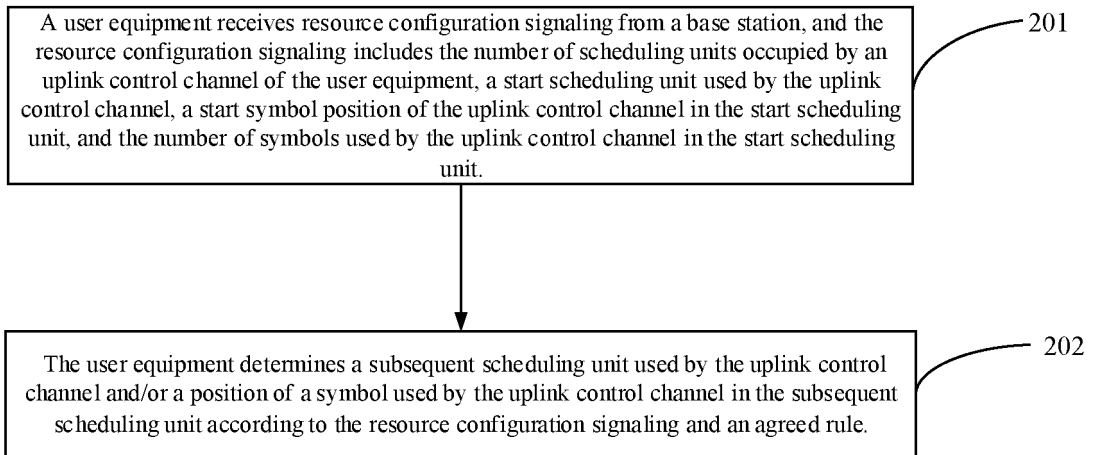 A user equipment receives resource configuration signaling from a base station, and the
resource configuration signaling includes the number of scheduling units occupied by an
uplink control channel of the user equipment, a start scheduling unit used by the uplink
control channel, a start symbol position of the uplink control channel in the start scheduling
unit, and the number of symbols used by the uplink control channel in the start scheduling
unit.
201
The user equipment determines a subsequent scheduling unit used by the uplink control
channel and/or a position of a symbol used by the uplink control channel in the subsequent
scheduling unit according to the resource configuration signaling and an agreed rule.
202